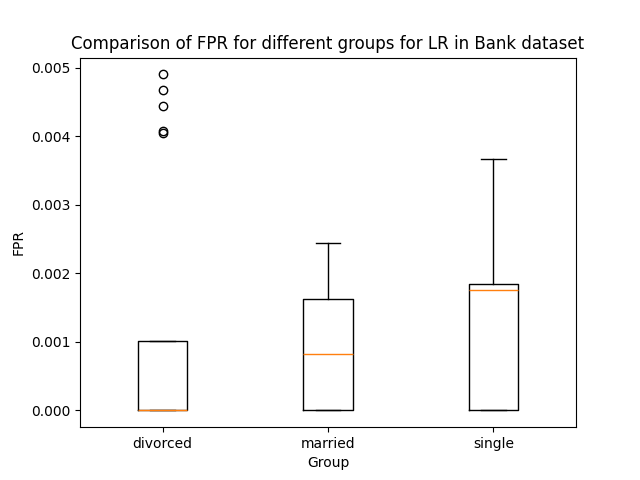 Comparison of FPR for different groups for LR in Bank dataset
0.005
0.004
0.003
0.002
0.001
0.000
FPR
divorced married single
Group